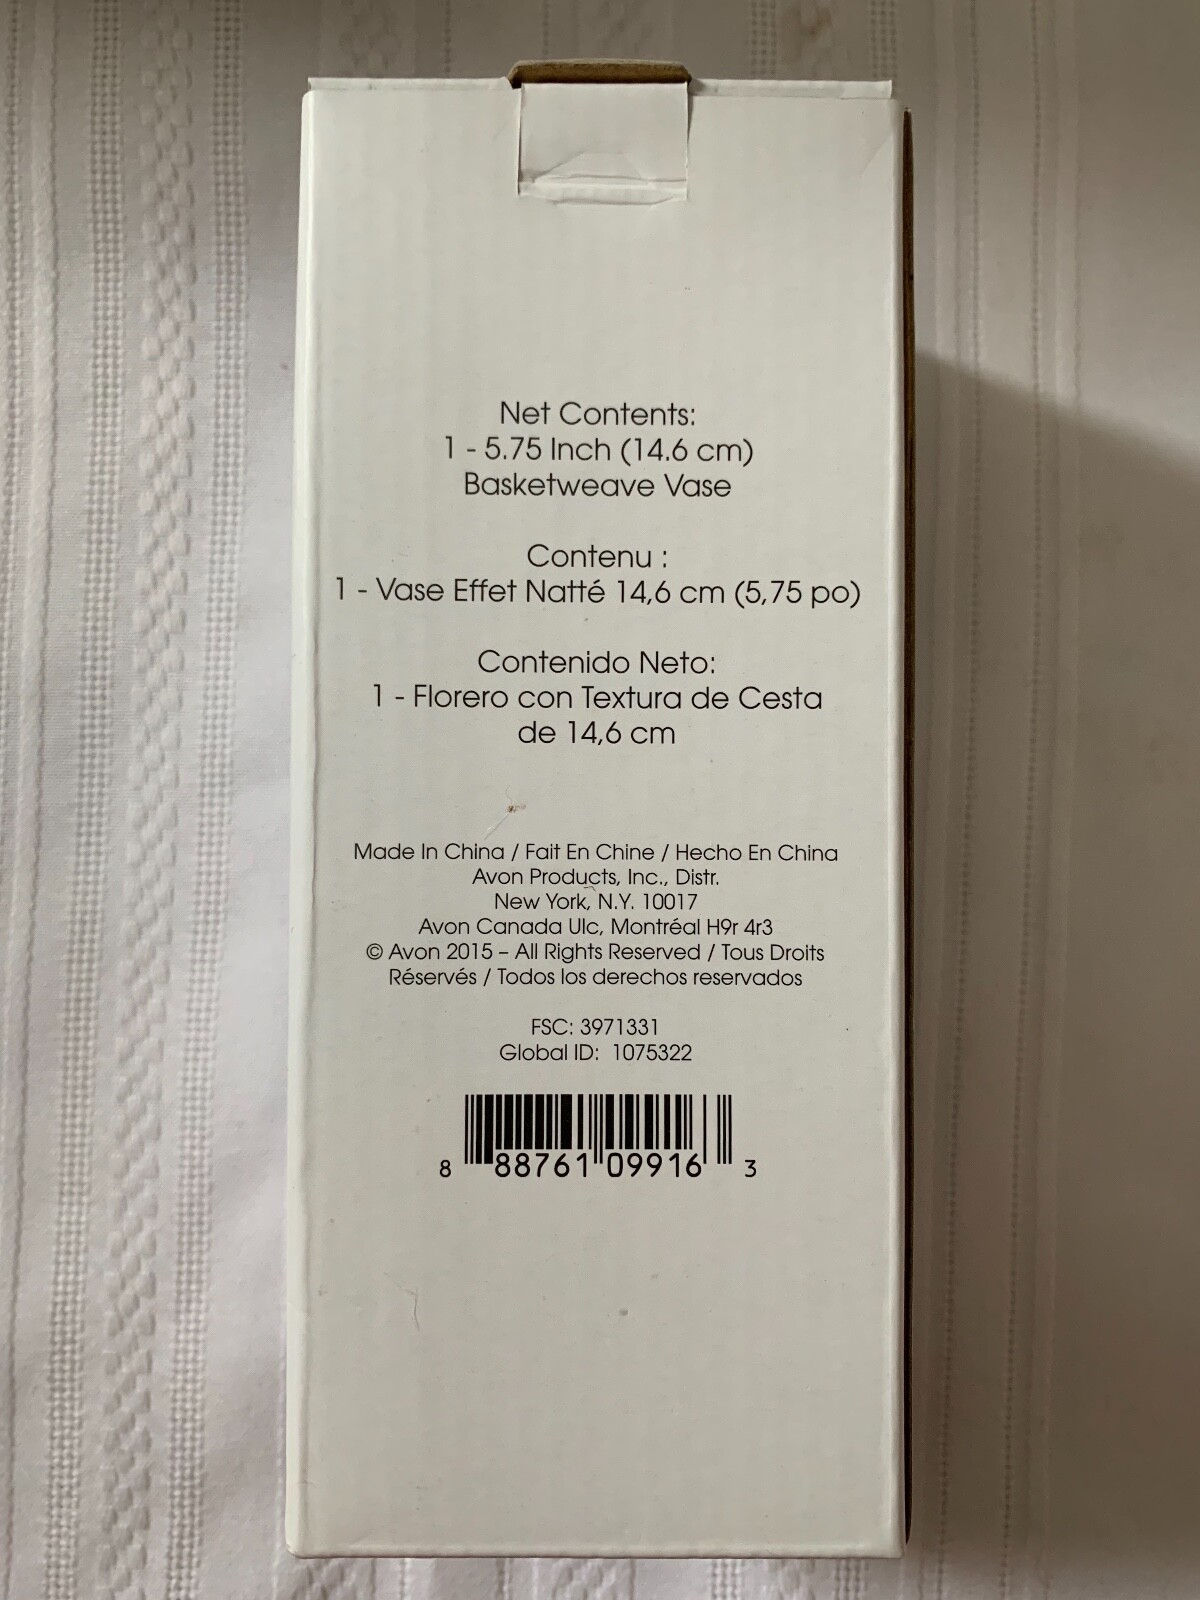 Net Contents:
1 - 5.75 Inch (14.6 cm)
Basketweave Vase
Contenu :
1 - Vase Effet Natté 14,6 cm (5,75 po)
Contenido Neto:
1 - Florero con Textura de Cesta
de 14,6 cm
Made In China / Fait En Chine / Hecho En China
Avon Products, Inc., Distr.
New York, N.Y. 10017
Avon Canada Ulc, Montréal H9r 4r3
© Avon 2015 – All Rights Reserved / Tous Droits
Réservés / Todos los derechos reservados
FSC: 3971331
Global ID: 1075322
8 88761 09916 3